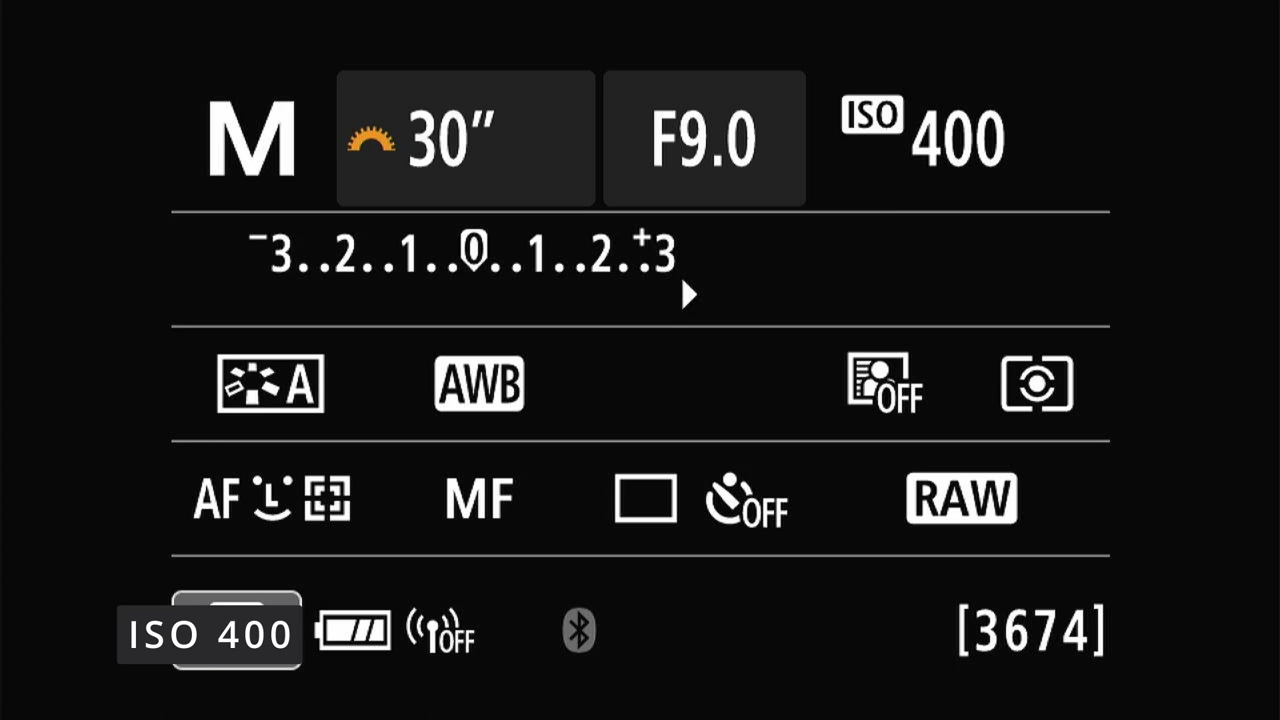 M 30" F9.0 ISO 400
-3..2..1..0..1..2..+3
A AWB OFF
AF L MF OFF RAW
ISO 400 OFF [3674]